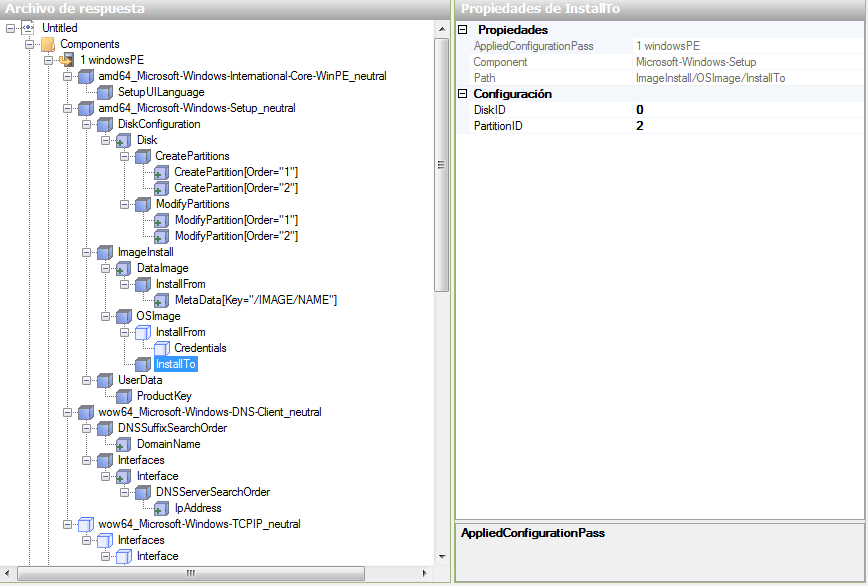 Archivo de respuesta
Untitled
Components
1 windowsPE
amd64_Microsoft-Windows-International-Core-WinPE_neutral
SetupUILanguage
amd64_Microsoft-Windows-Setup_neutral
DiskConfiguration
Disk
CreatePartitions
CreatePartition[Order="1"]
CreatePartition[Order="2"]
ModifyPartitions
ModifyPartition[Order="1"]
ModifyPartition[Order="2"]
ImageInstall
DataImage
InstallFrom
MetaData[Key="/IMAGE/NAME"]
OSImage
InstallFrom
Credentials
InstallTo
UserData
ProductKey
wow64_Microsoft-Windows-DNS-Client_neutral
DNSSuffixSearchOrder
DomainName
Interfaces
Interface
DNSServerSearchOrder
IpAddress
wow64_Microsoft-Windows-TCPIP_neutral
Interfaces
Interface
Propiedades de InstallTo
Propiedades
AppliedConfigurationPass 1 windowsPE
Component Microsoft-Windows-Setup
Path ImageInstall/OSImage/InstallTo
Configuración
DiskID 0
PartitionID 2
AppliedConfigurationPass